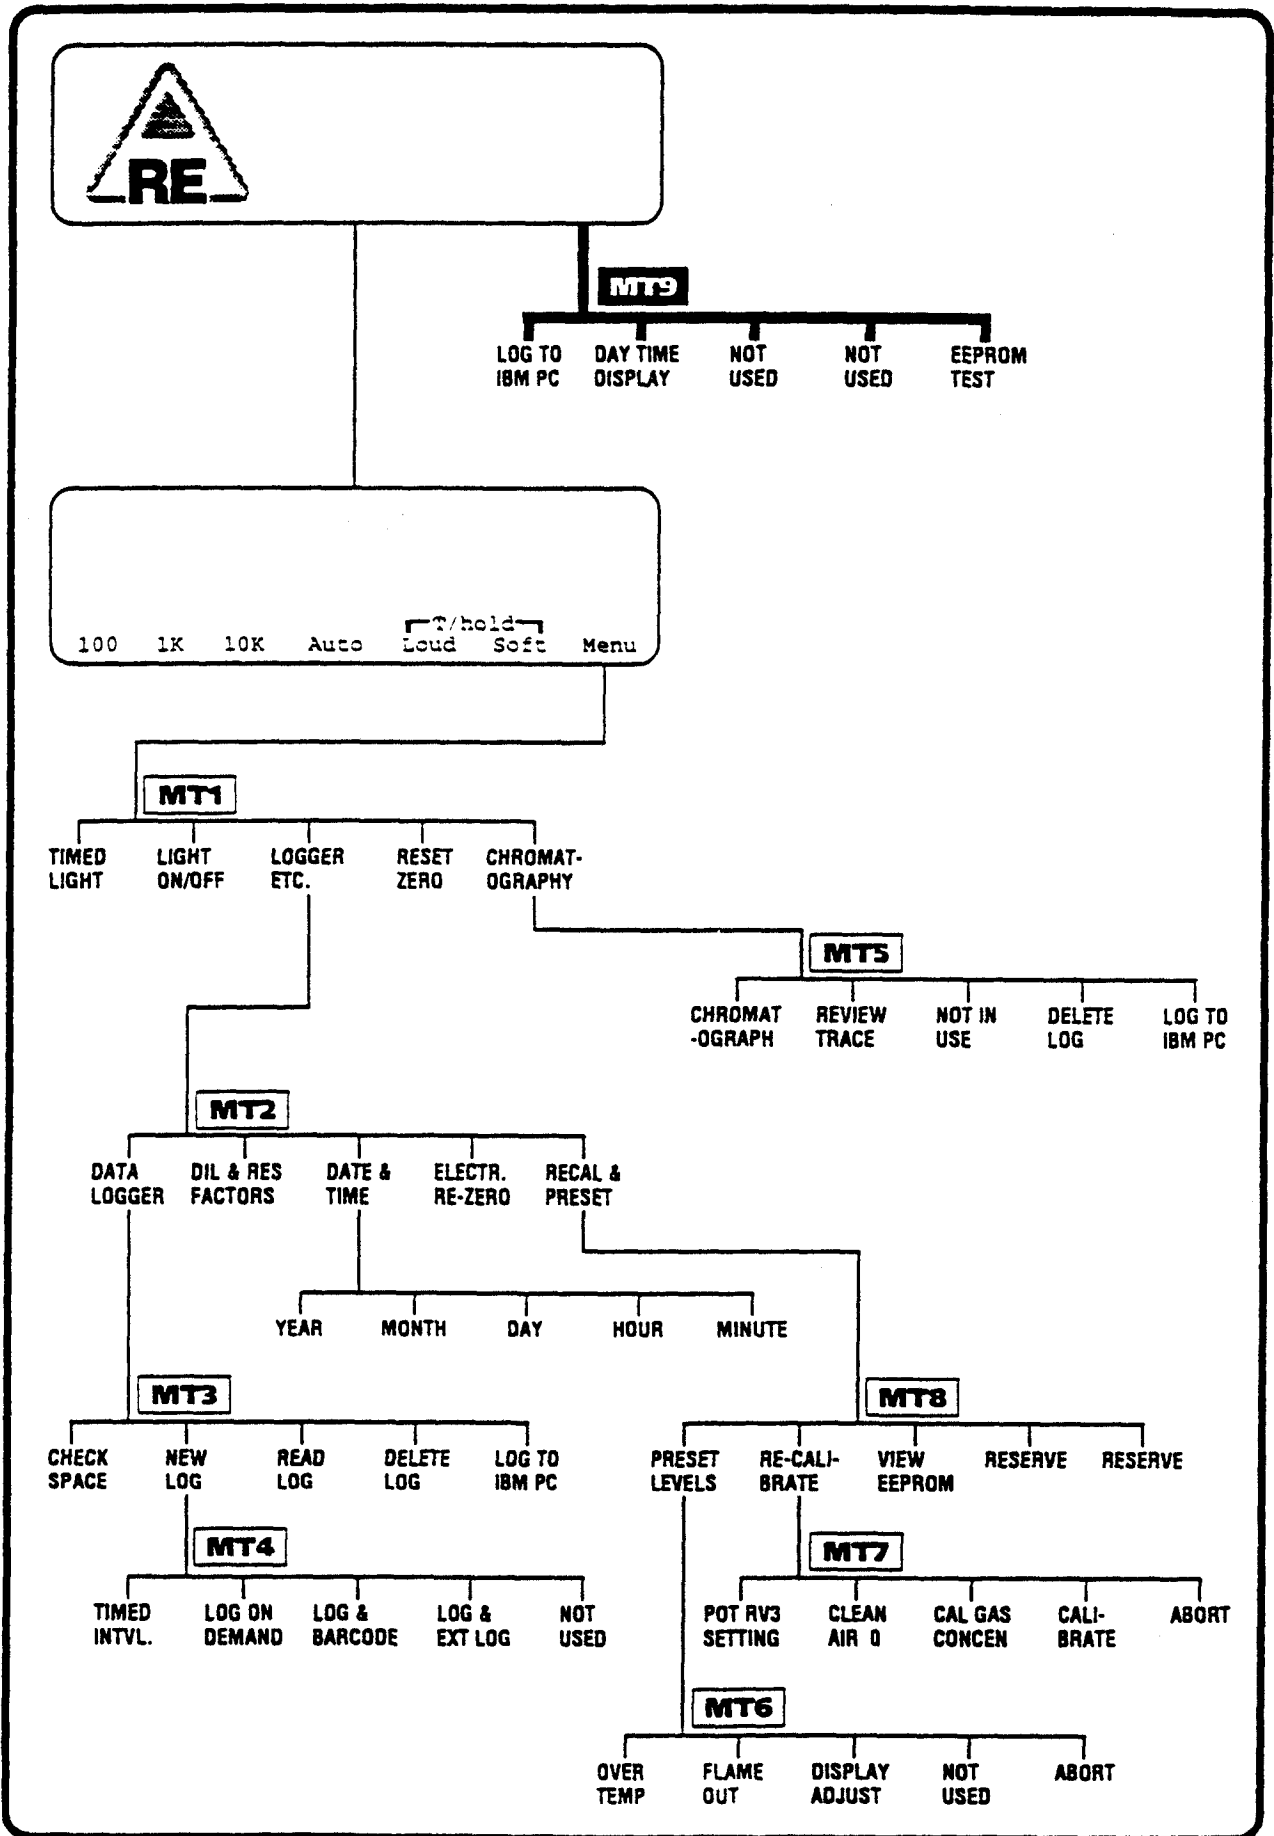 RE
MT9
LOG TO DAY TIME NOT NOT EEPROM
IBM PC DISPLAY USED USED TEST
T/hold
100 1K 10K Auto Loud Soft Menu
MT1
TIMED LIGHT LOGGER RESET CHROMAT-
LIGHT ON/OFF ETC. ZERO OGRAPHY
MT5
CHROMAT REVIEW NOT IN DELETE LOG TO
-OGRAPH TRACE USE LOG IBM PC
MT2
DATA DIL & RES DATE & ELECTR. RECAL &
LOGGER FACTORS TIME RE-ZERO PRESET
YEAR MONTH DAY HOUR MINUTE
MT3
MT8
CHECK NEW READ DELETE LOG TO
SPACE LOG LOG LOG IBM PC
PRESET RE-CALI- VIEW RESERVE RESERVE
LEVELS BRATE EEPROM
MT4
MT7
TIMED LOG ON LOG & LOG & NOT
INTVL. DEMAND BARCODE EXT LOG USED
POT RV3 CLEAN CAL GAS CALI- ABORT
SETTING AIR 0 CONCEN BRATE
MT6
OVER FLAME DISPLAY NOT ABORT
TEMP OUT ADJUST USED